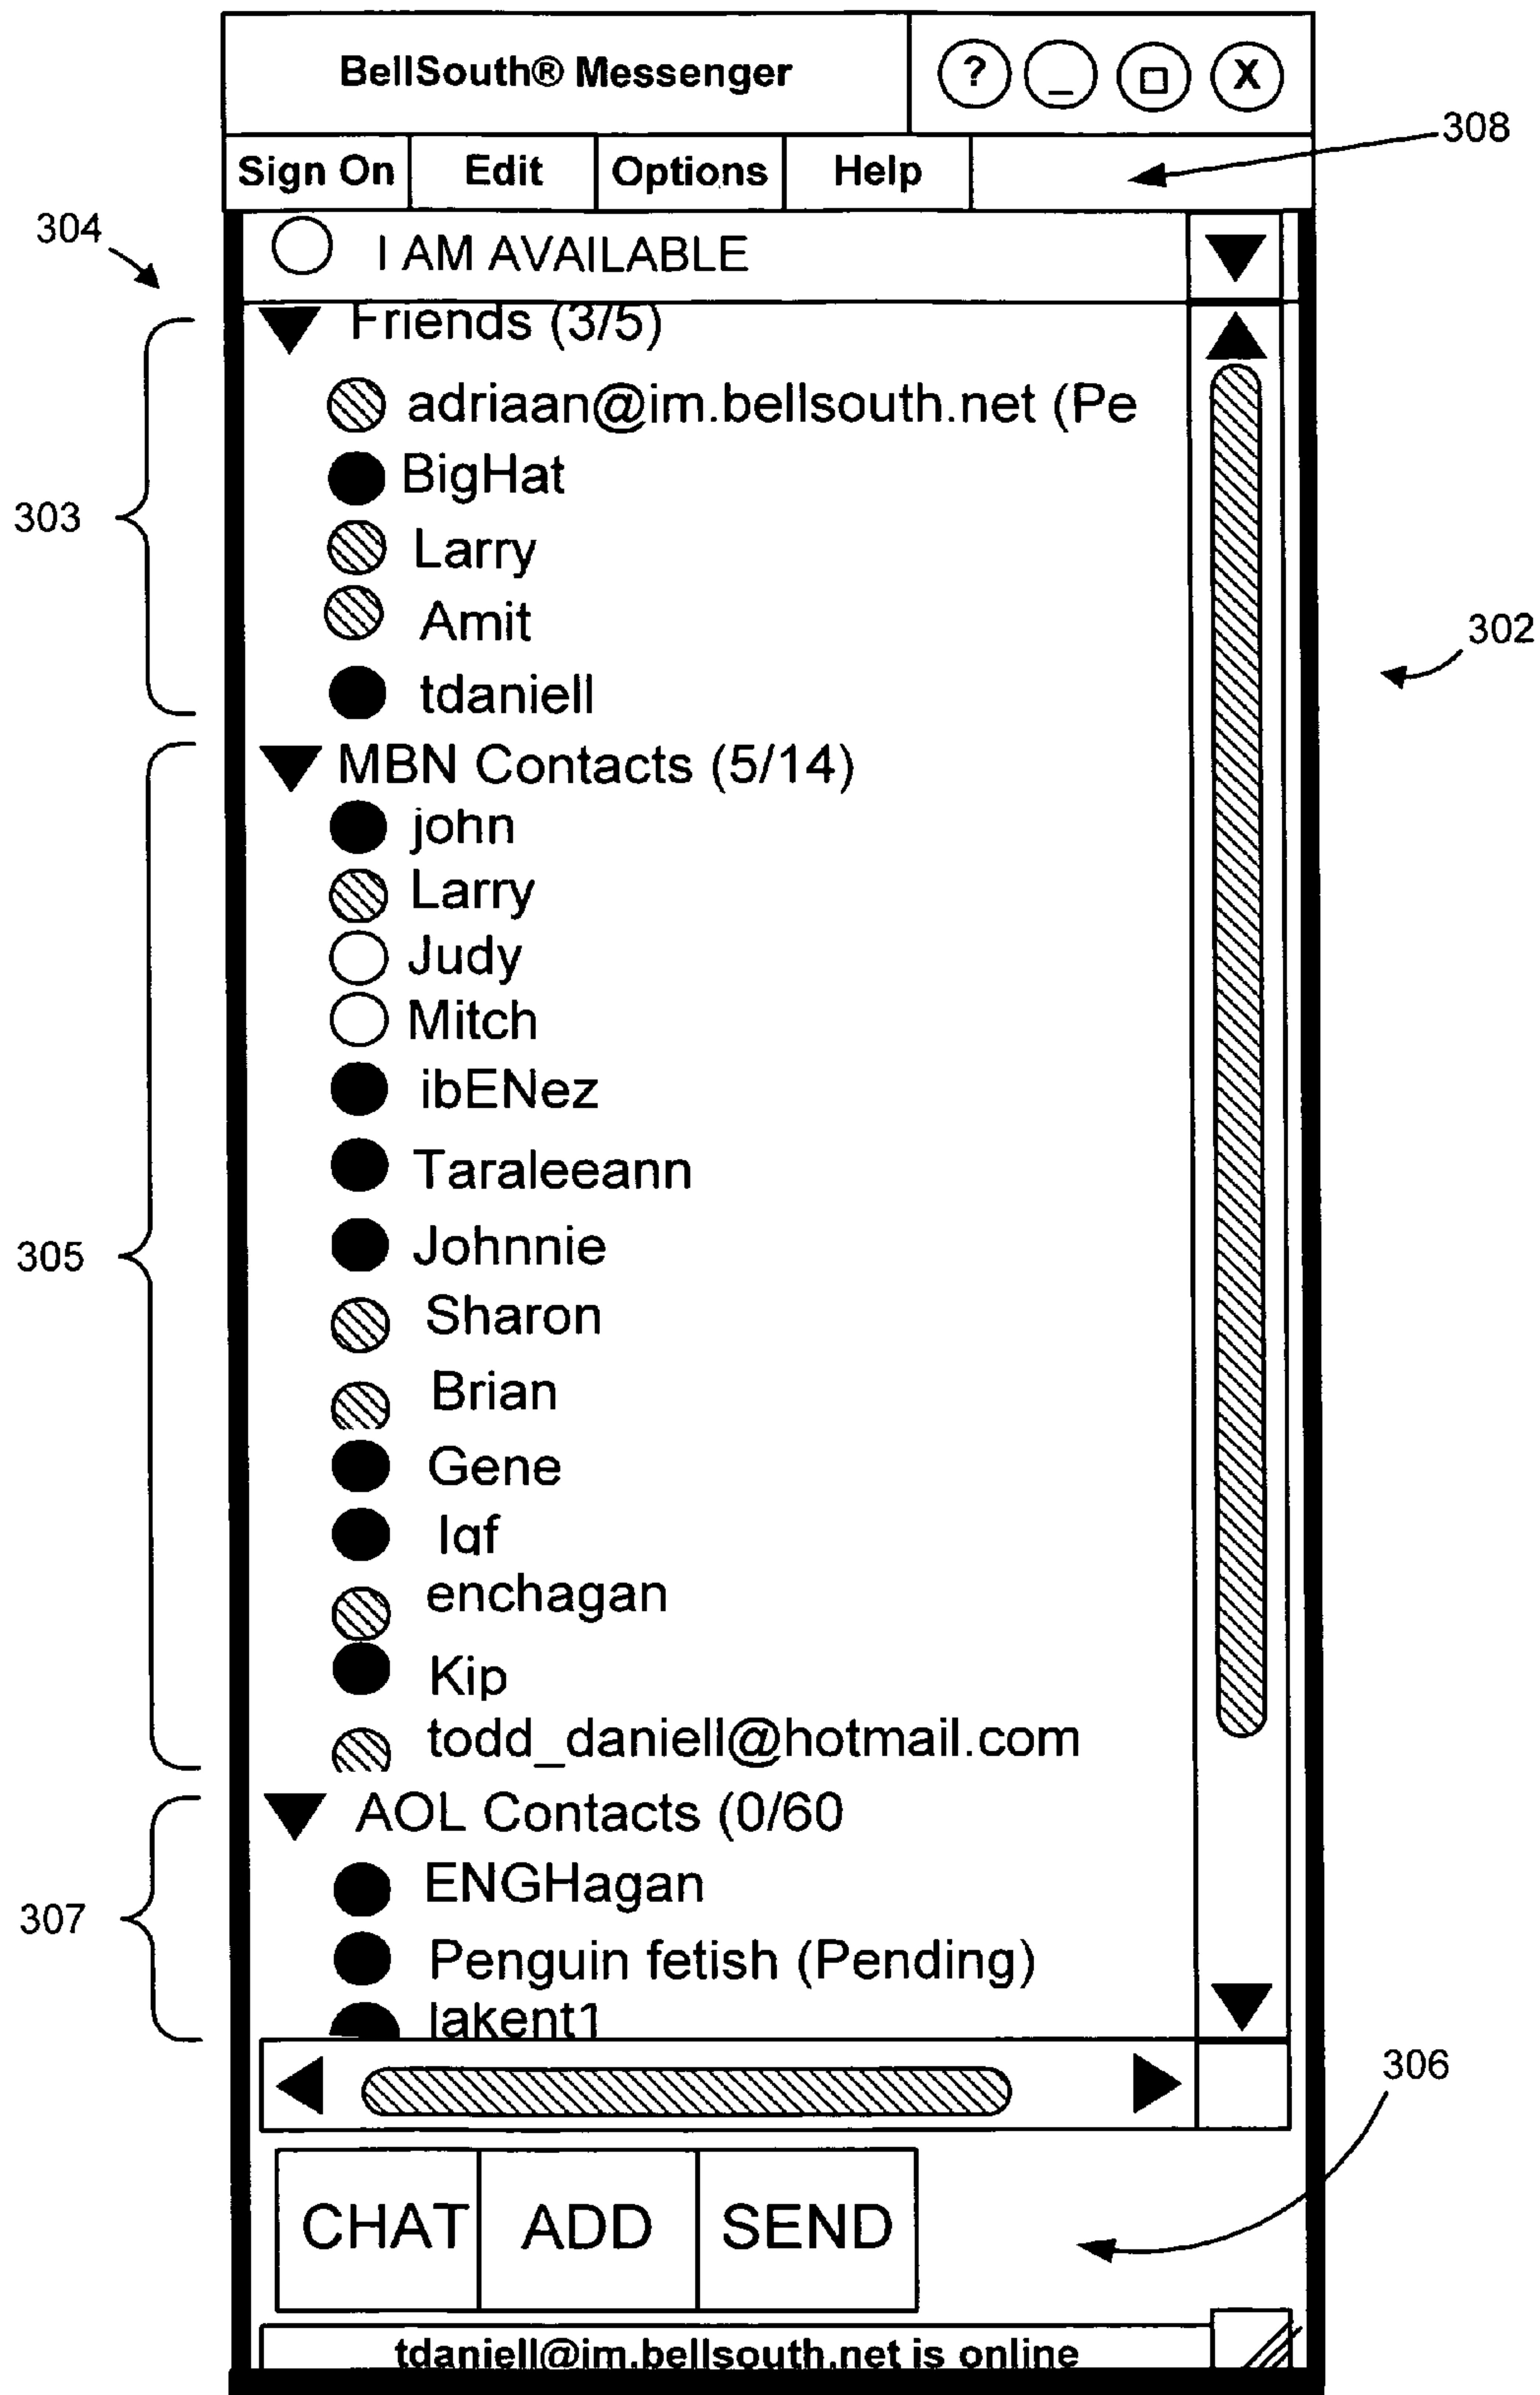 BellSouth® Messenger ? _ X
Sign On Edit Options Help
308
304
I AM AVAILABLE
Friends (3/5)
adriaan@im.bellsouth.net (Pe
BigHat
303
Larry
Amit
302
tdaniell
MBN Contacts (5/14)
john
Larry
Judy
Mitch
ibENez
Taraleeann
305
Johnnie
Sharon
Brian
Gene
Iqf
enchagan
Kip
todd_daniell@hotmail.com
AOL Contacts (0/60
ENGHagan
307
Penguin fetish (Pending)
lakent1
306
CHAT ADD SEND
tdaniell@im.bellsouth.net is online